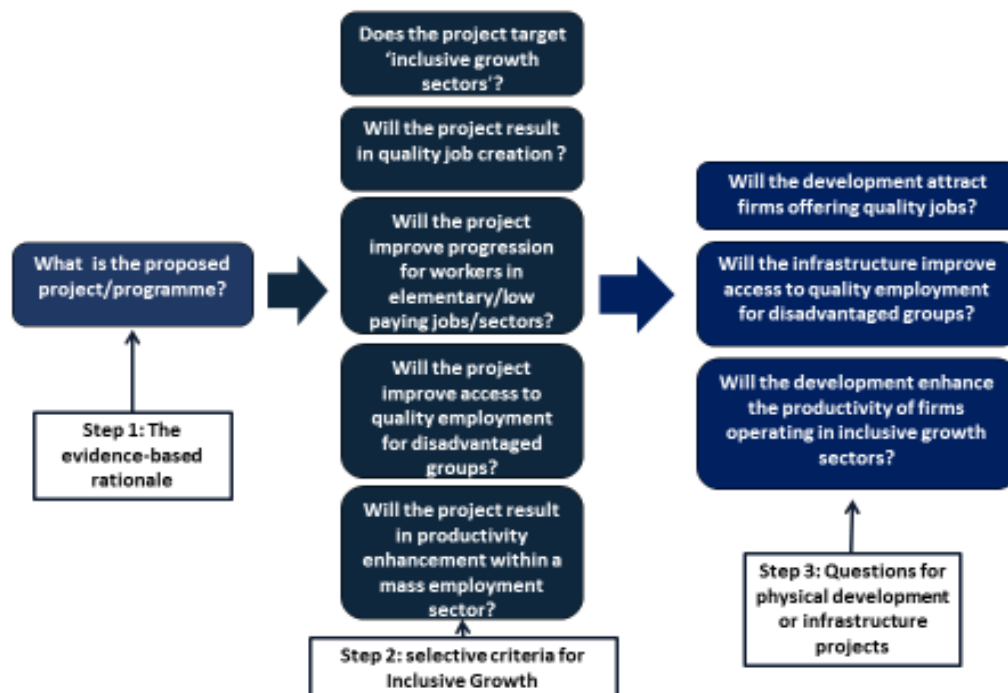 Does the project target
'inclusive growth
sectors'?
Will the project result
in quality job creation ?
Will the project
improve progression
for workers in
elementary/low
paying jobs/sectors?
Will the project
improve access to
quality employment
for disadvantaged
groups?
Will the project result
in productivity
enhancement within a
mass employment
sector?
What is the proposed
project/programme?
Will the development attract
firms offering quality jobs?
Will the infrastructure improve
access to quality employment
for disadvantaged groups?
Will the development enhance
the productivity of firms
operating in inclusive growth
sectors?
Step 1: The
evidence-based
rationale
Step 2: selective criteria for
Inclusive Growth
Step 3: Questions for
physical development
or infrastructure
projects